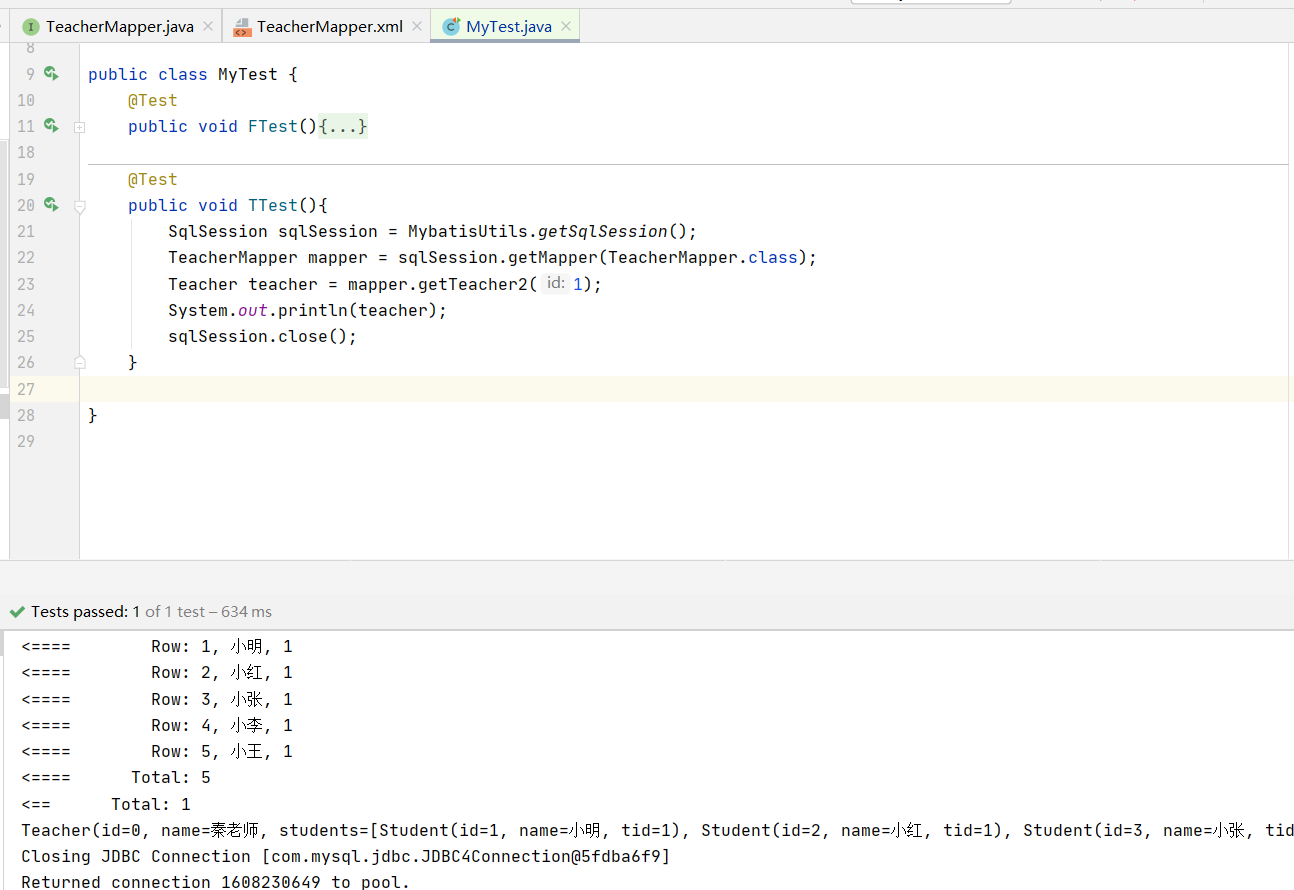 TeacherMapper.java TeacherMapper.xml MyTest.java
8
9 public class MyTest {
10 @Test
11 public void FTest(){...}
18
19 @Test
20 public void TTest(){
21 SqlSession sqlSession = MybatisUtils.getSqlSession();
22 TeacherMapper mapper = sqlSession.getMapper(TeacherMapper.class);
23 Teacher teacher = mapper.getTeacher2( id: 1);
24 System.out.println(teacher);
25 sqlSession.close();
26 }
27
28 }
29
Tests passed: 1 of 1 test – 634 ms
<==== Row: 1, 小明, 1
<==== Row: 2, 小红, 1
<==== Row: 3, 小张, 1
<==== Row: 4, 小李, 1
<==== Row: 5, 小王, 1
<==== Total: 5
<== Total: 1
Teacher(id=0, name=秦老师, students=[Student(id=1, name=小明, tid=1), Student(id=2, name=小红, tid=1), Student(id=3, name=小张, tid
Closing JDBC Connection [com.mysql.jdbc.JDBC4Connection@5fdba6f9]
Returned connection 1608230649 to pool.